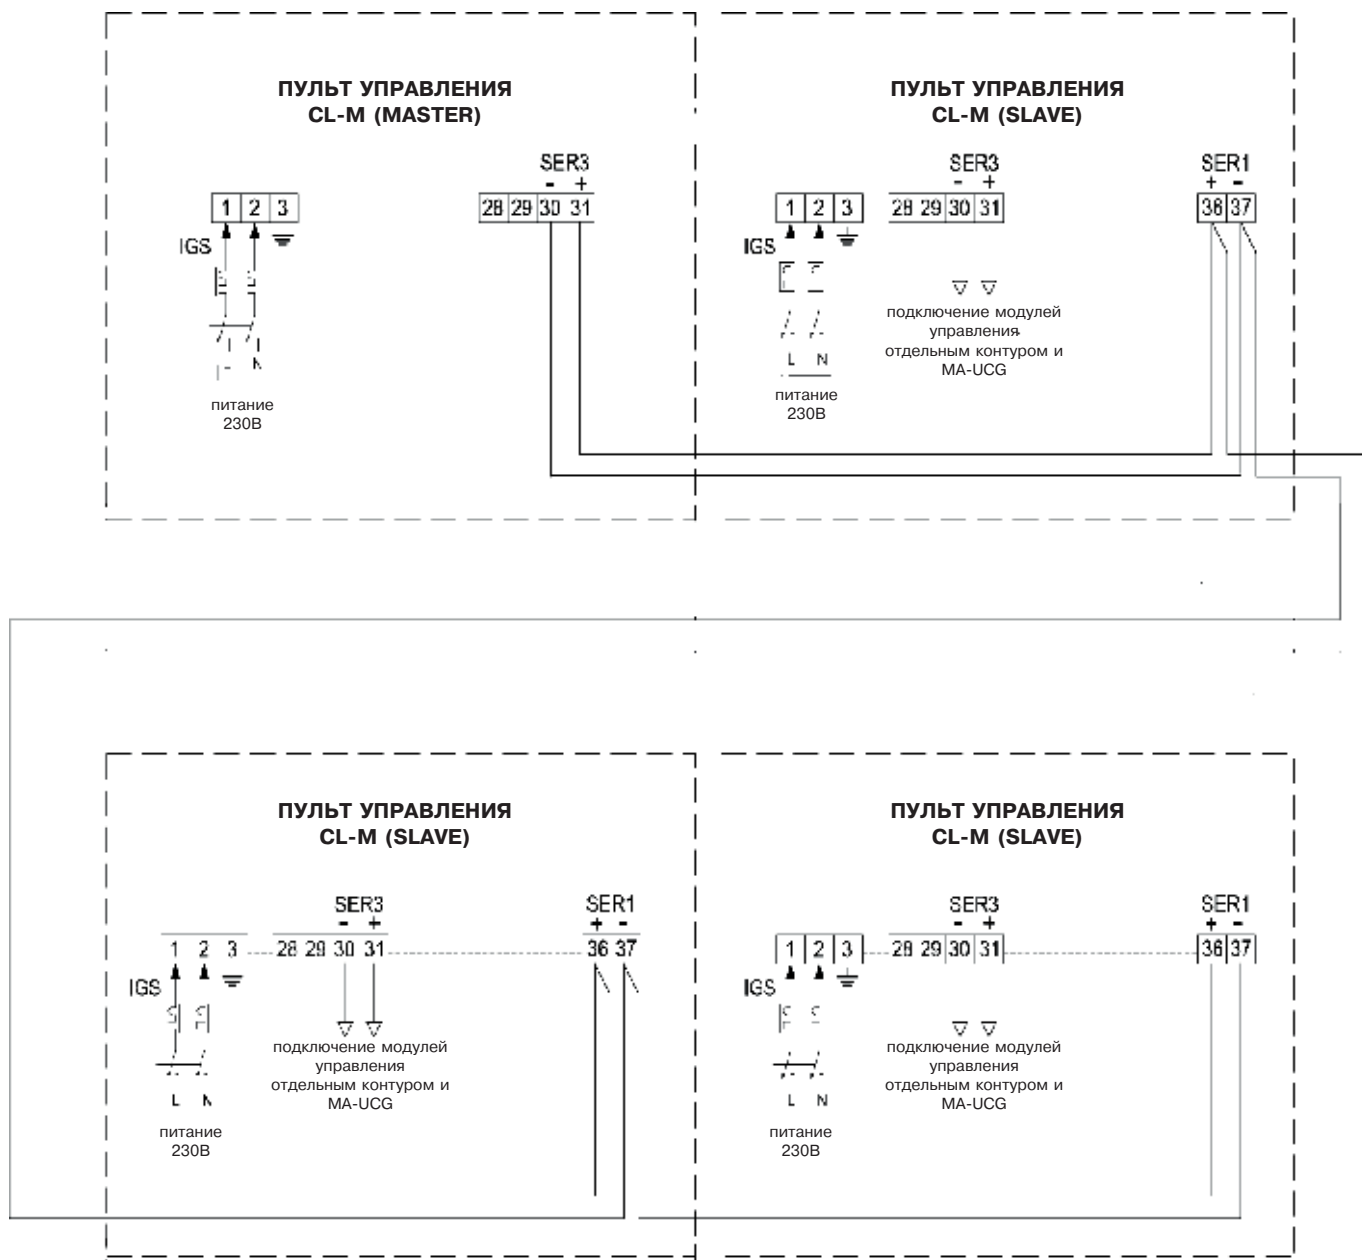 ПУЛЬТ УПРАВЛЕНИЯ
CL-M (MASTER)
SER3
- +
1 2 3
28 29 30 31
IGS
N
питание
230В
ПУЛЬТ УПРАВЛЕНИЯ
CL-M (SLAVE)
SER3
- +
SER1
+ -
1 2 3
28 29 30 31
36 37
IGS
подключение модулей
управления
отдельным контуром и
MA-UCG
L N
питание
230В
ПУЛЬТ УПРАВЛЕНИЯ
CL-M (SLAVE)
SER3
- +
SER1
+ -
1 2 3
28 29 30 31
36 37
IGS
подключение модулей
управления
отдельным контуром и
MA-UCG
L N
питание
230В
ПУЛЬТ УПРАВЛЕНИЯ
CL-M (SLAVE)
SER3
- +
SER1
+ -
1 2 3
28 29 30 31
36 37
IGS
подключение модулей
управления
отдельным контуром и
MA-UCG
L N
питание
230В